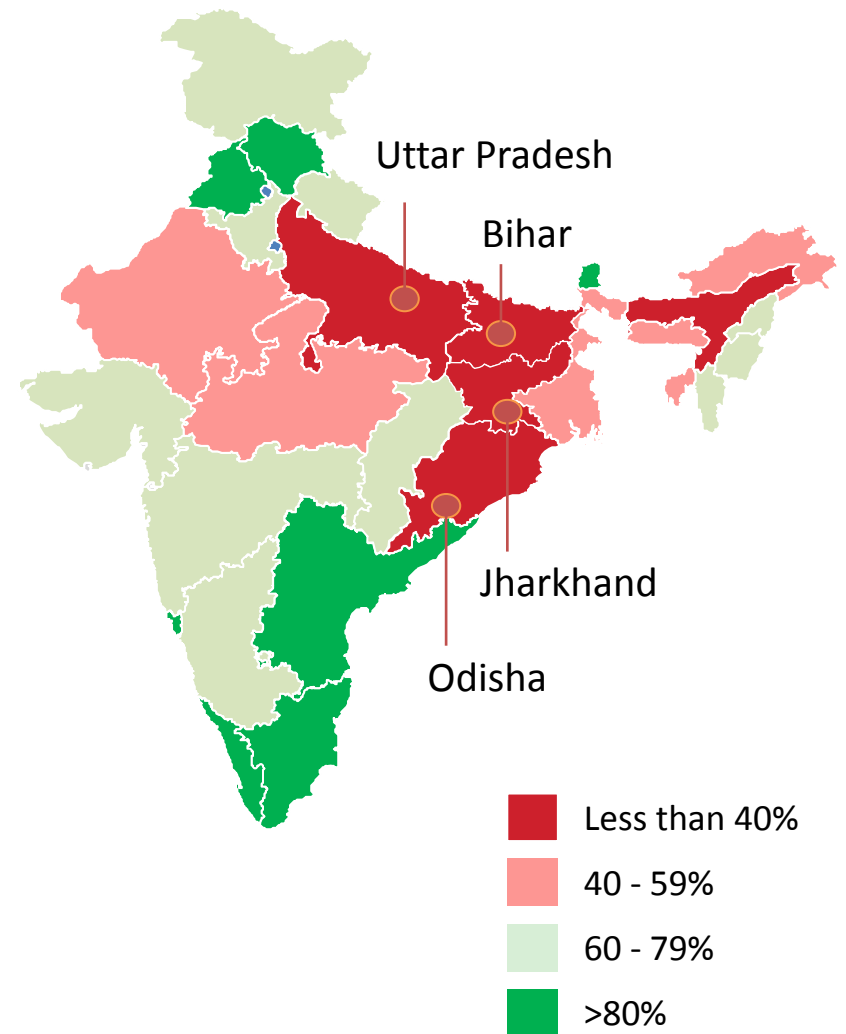 Uttar Pradesh
Bihar
Jharkhand
Odisha
Less than 40%
40 - 59%
60 - 79%
>80%